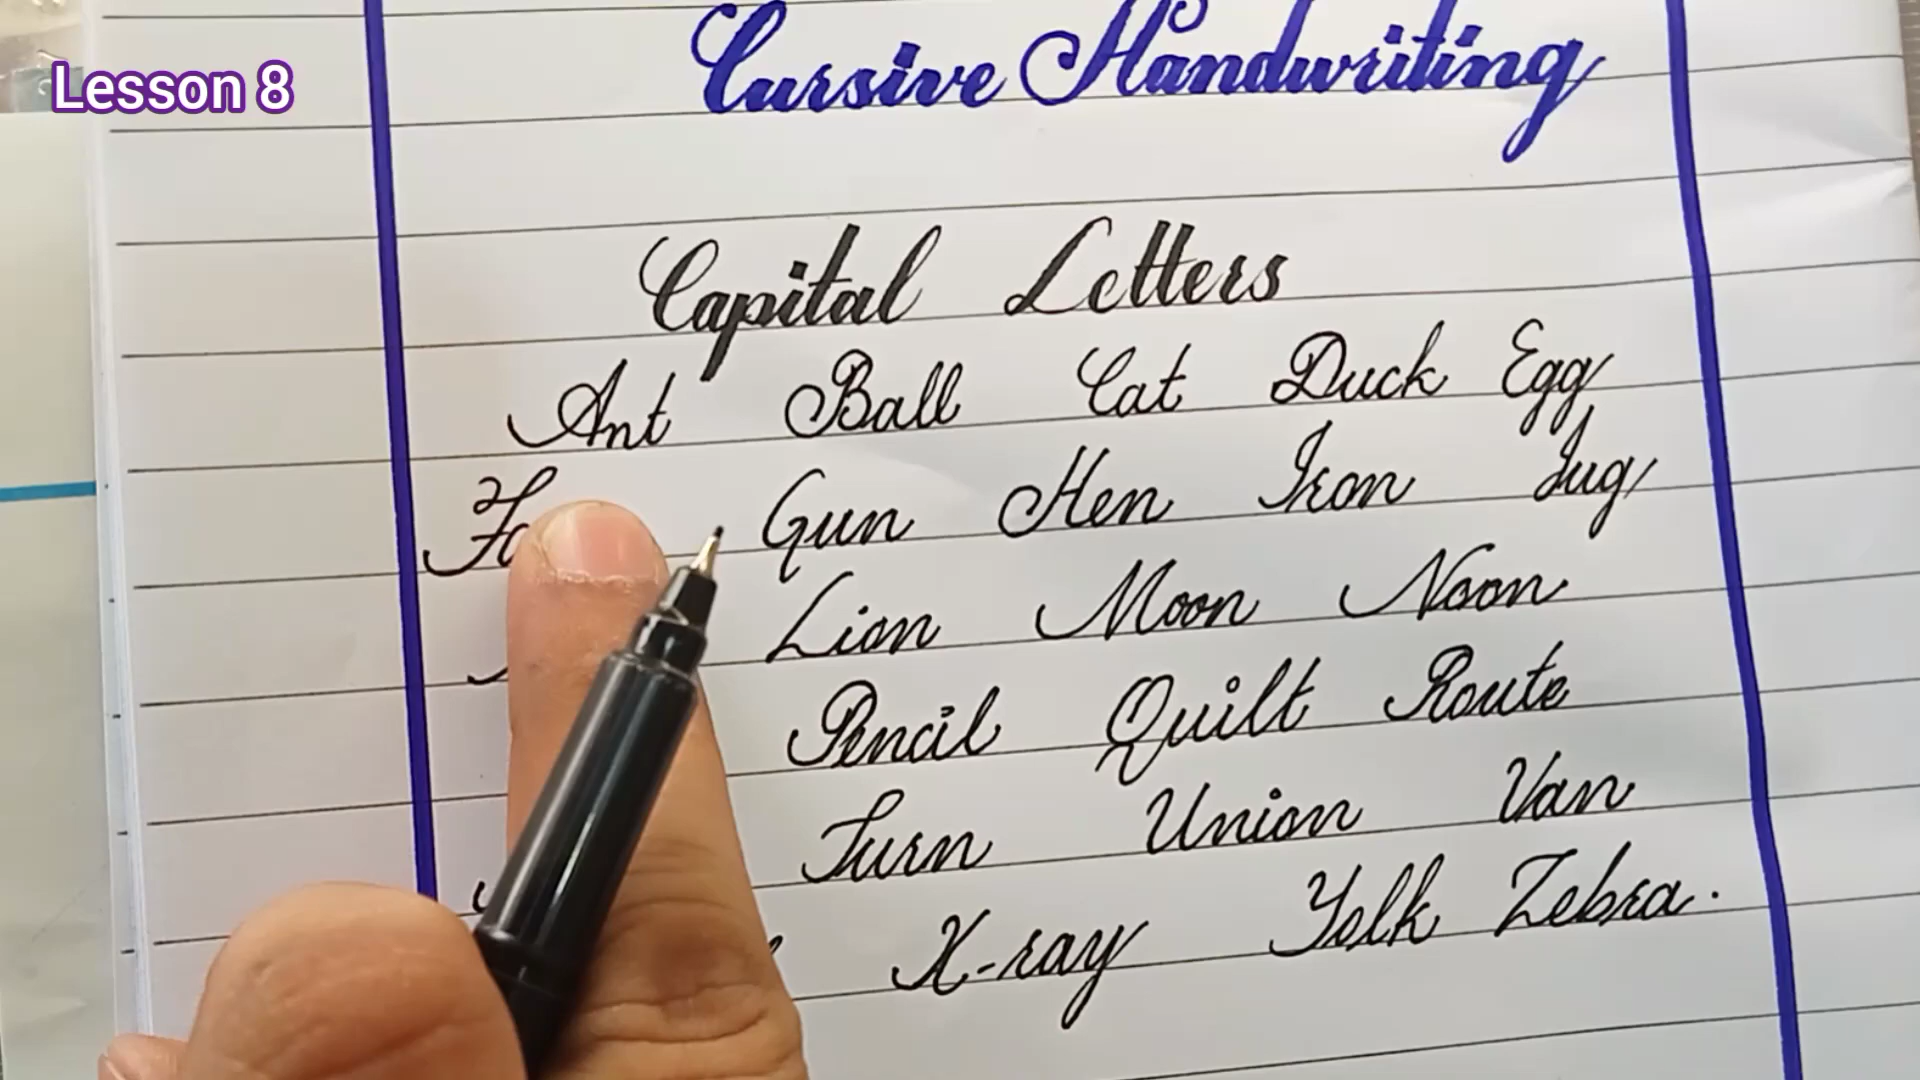 Lesson 8
Cursive Handwriting
Capital Letters
Ant Ball Cat Duck Egg
Gun Hen Iron Jug
Lion Moon Noon
Pencil Quilt Route
Turn Union Van
X-ray Yolk Zebra.